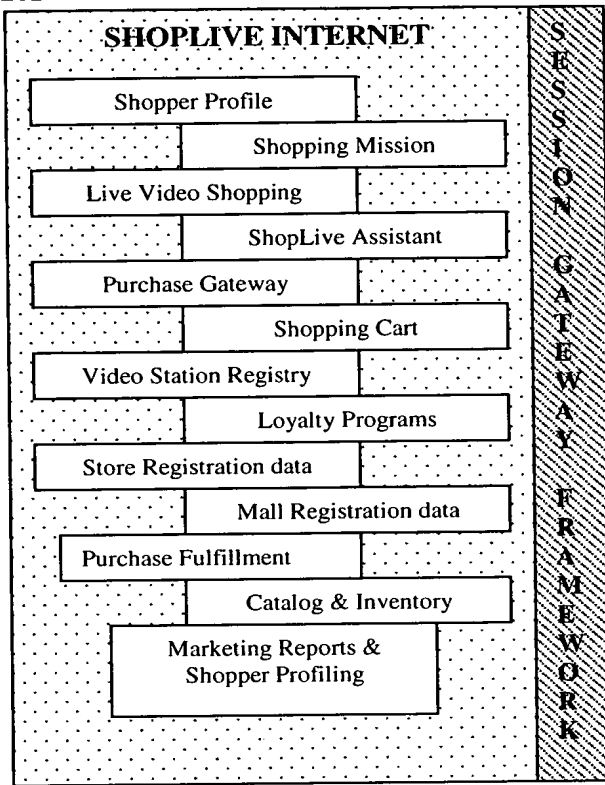 SHOPLIVE INTERNET
Shopper Profile
Shopping Mission
Live Video Shopping
ShopLive Assistant
Purchase Gateway
Shopping Cart
Video Station Registry
Loyalty Programs
Store Registration data
Mall Registration data
Purchase Fulfillment
Catalog & Inventory
Marketing Reports &
Shopper Profiling
SESSION GATEWAY FRAMEWORK